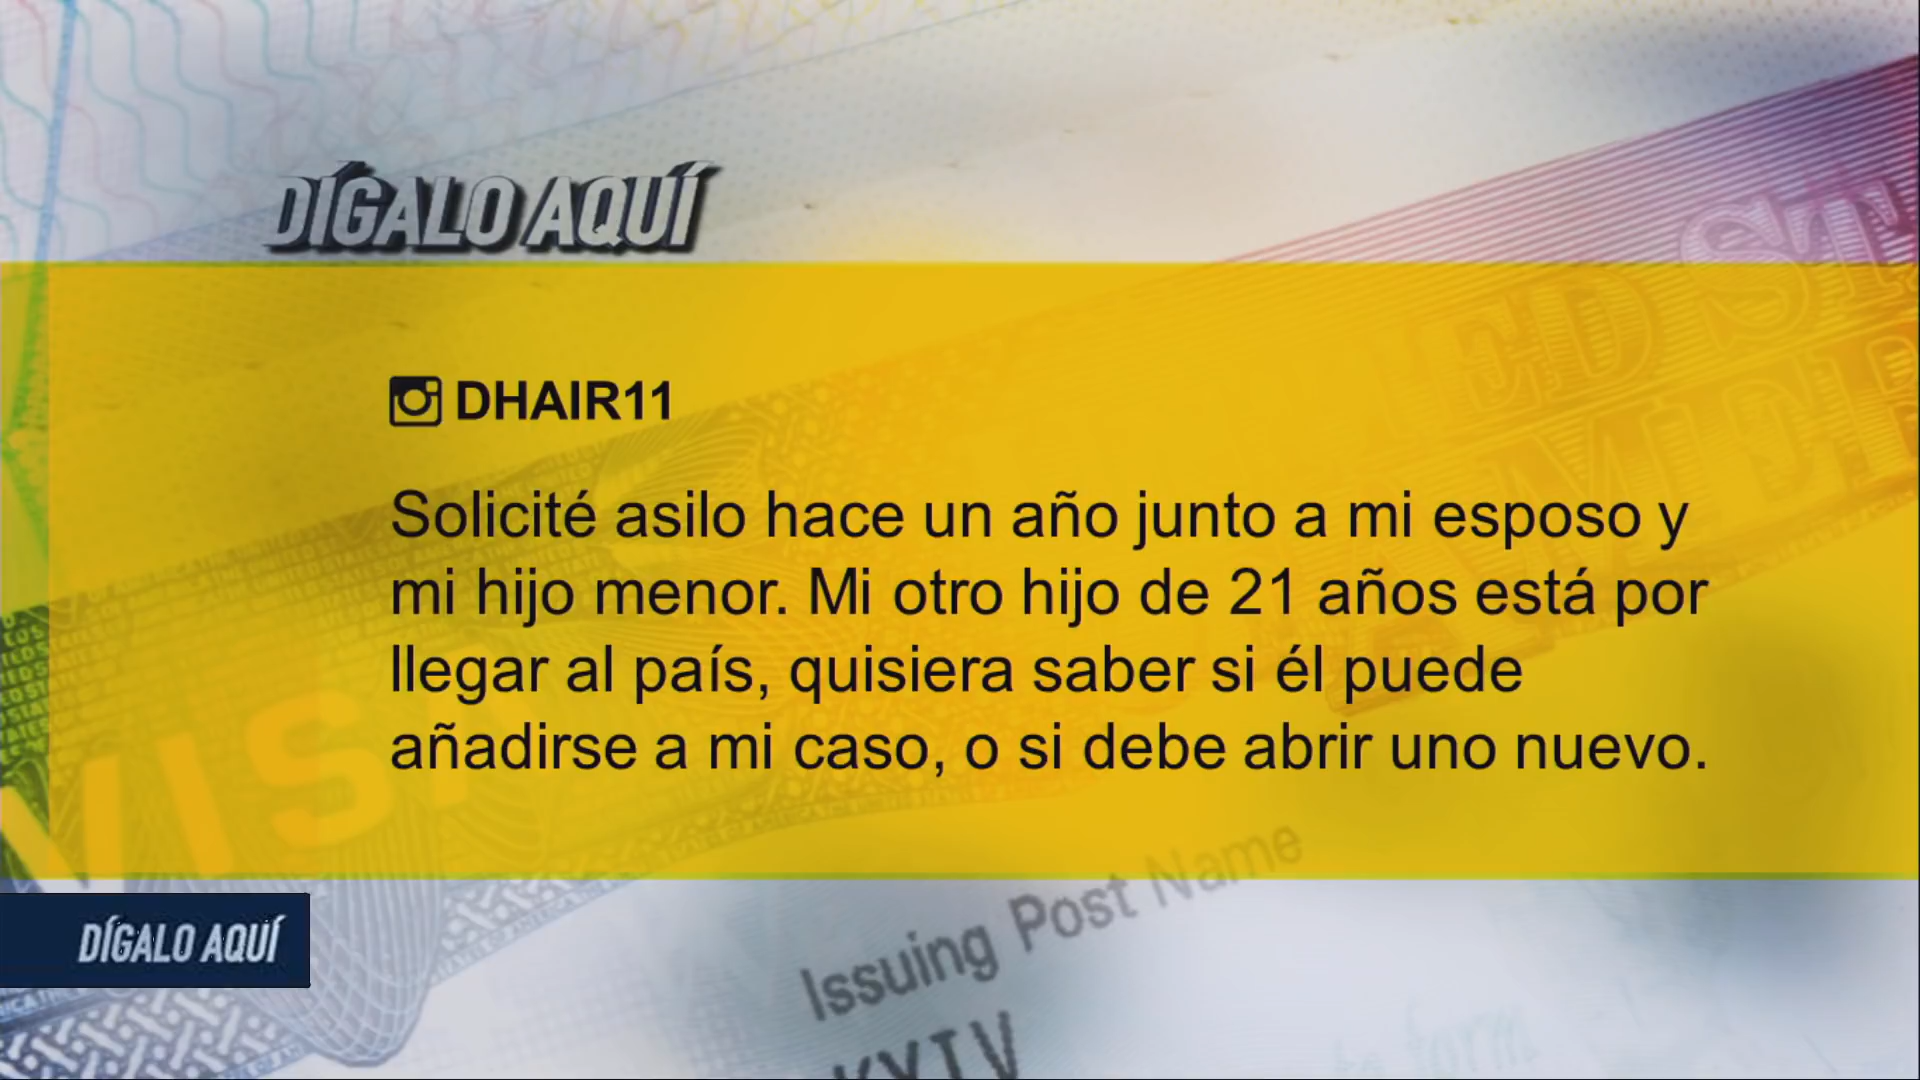 DÍGALO AQUÍ
DHAIR11
Solicité asilo hace un año junto a mi esposo y
mi hijo menor. Mi otro hijo de 21 años está por
llegar al país, quisiera saber si él puede
añadirse a mi caso, o si debe abrir uno nuevo.
VISA
Issuing Post Name
KYIV
DÍGALO AQUÍ